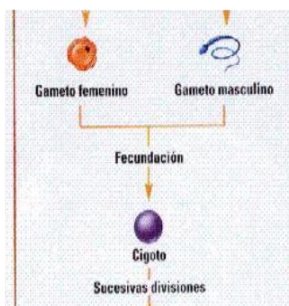 Gameto femenino Gameto masculino
Fecundación
Cigoto
Sucesivas divisiones